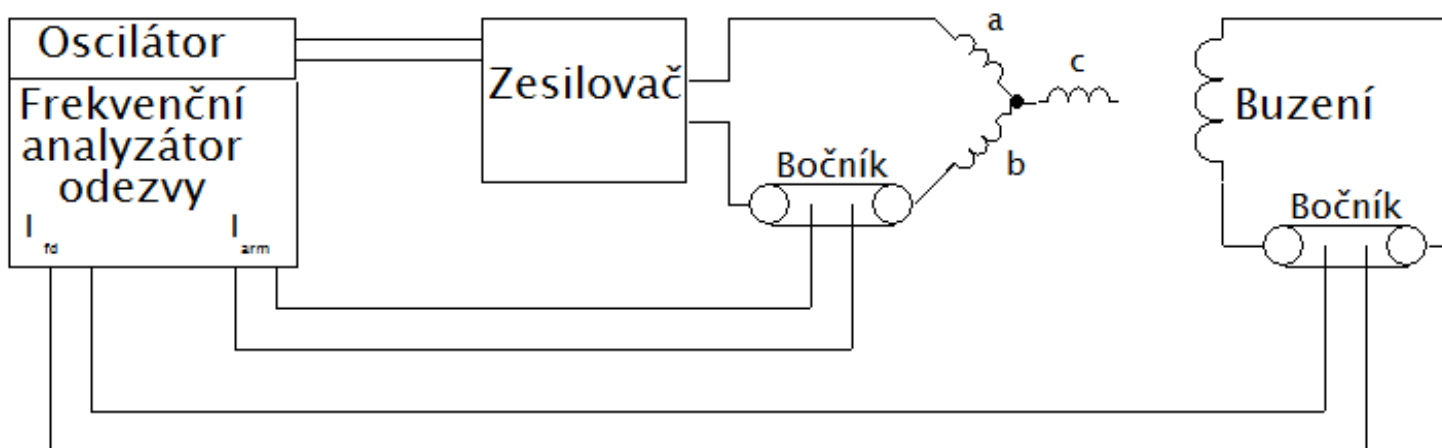 Oscilátor
Frekvenční
analyzátor
odezvy
I fd
I arm
Zesilovač
a
c
b
Bočník
Buzení
Bočník